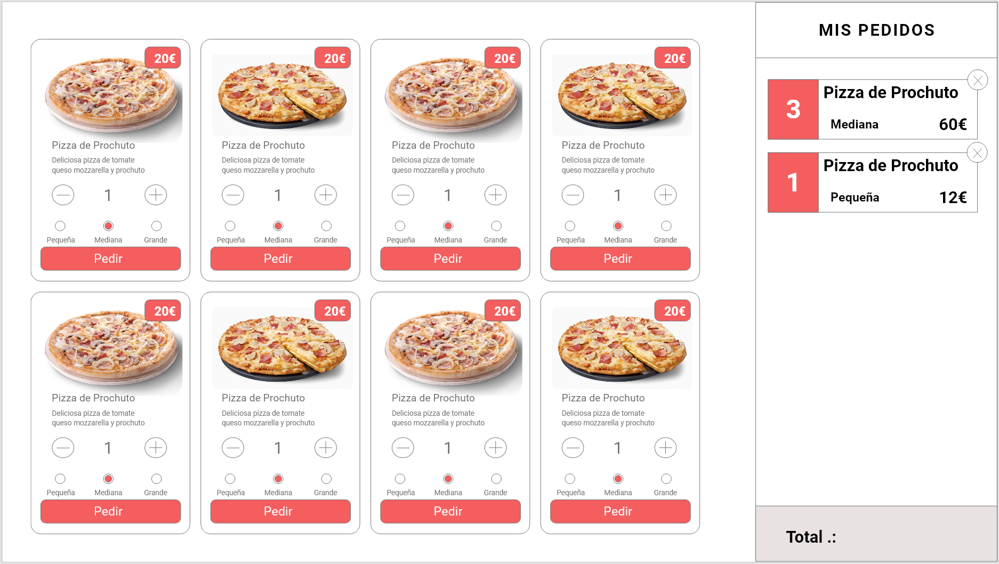 MIS PEDIDOS
20€
20€
20€
20€
Pizza de Prochuto
Pizza de Prochuto
Pizza de Prochuto
Pizza de Prochuto
Deliciosa pizza de tomate
queso mozzarella y prochuto
Deliciosa pizza de tomate
queso mozzarella y prochuto
Deliciosa pizza de tomate
queso mozzarella y prochuto
Deliciosa pizza de tomate
queso mozzarella y prochuto
1
1
1
1
Pequeña Mediana Grande
Pequeña Mediana Grande
Pequeña Mediana Grande
Pequeña Mediana Grande
Pedir
Pedir
Pedir
Pedir
20€
20€
20€
20€
Pizza de Prochuto
Pizza de Prochuto
Pizza de Prochuto
Pizza de Prochuto
Deliciosa pizza de tomate
queso mozzarella y prochuto
Deliciosa pizza de tomate
queso mozzarella y prochuto
Deliciosa pizza de tomate
queso mozzarella y prochuto
Deliciosa pizza de tomate
queso mozzarella y prochuto
1
1
1
1
Pequeña Mediana Grande
Pequeña Mediana Grande
Pequeña Mediana Grande
Pequeña Mediana Grande
Pedir
Pedir
Pedir
Pedir
3
Pizza de Prochuto
Mediana 60€
1
Pizza de Prochuto
Pequeña 12€
Total .: